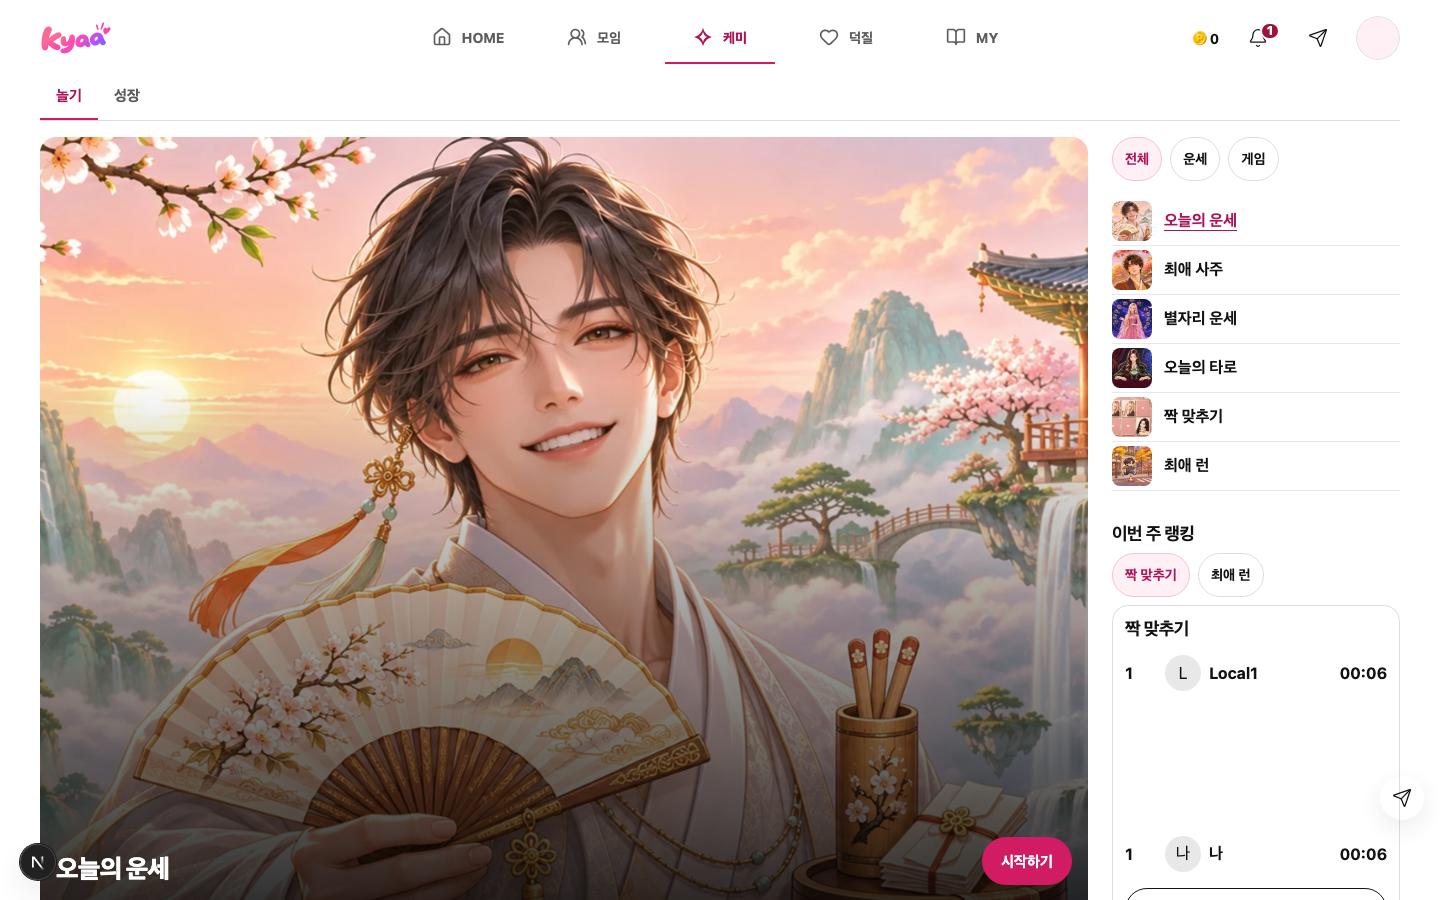 kyaa
HOME
모임
케미
덕질
MY
0
1
놀기
성장
전체
운세
게임
오늘의 운세
최애 사주
별자리 운세
오늘의 타로
짝 맞추기
최애 런
이번 주 랭킹
짝 맞추기
최애 런
짝 맞추기
1 L Local1 00:06
1 나 나 00:06
N
오늘의 운세
시작하기